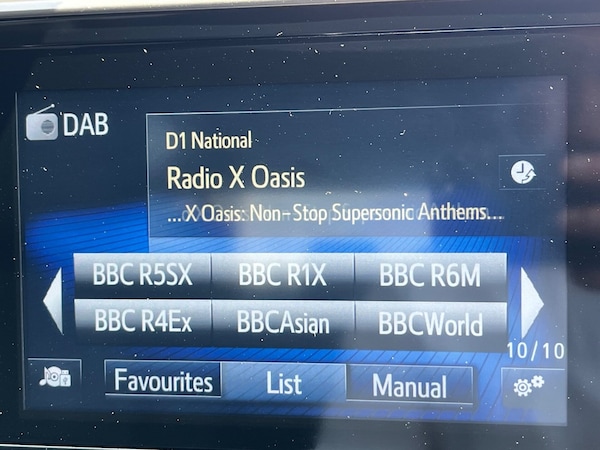 DAB
D1 National
Radio X Oasis
...X Oasis: Non-Stop Supersonic Anthems...
BBC R5SX BBC R1X BBC R6M
BBC R4Ex BBCAsian BBCWorld
10/10
Favourites List Manual